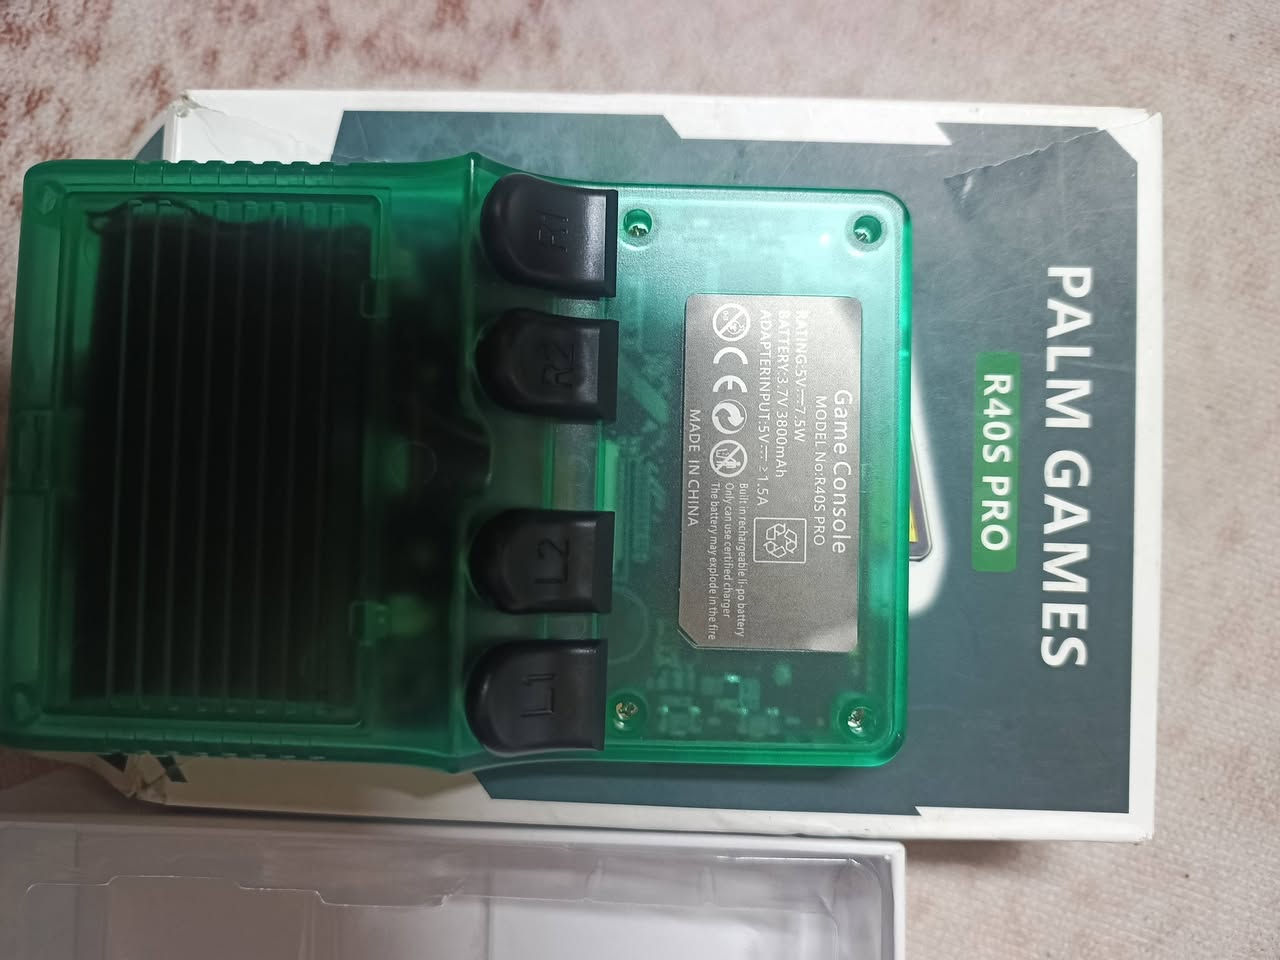 PALM GAMES
R40S PRO
Game Console
MODEL No:R40S PRO
RATING:5V⎓7.5W
BATTERY:3.7V 3800mAh
ADAPTERINPUT:5V⎓ ≥1.5A
Built in rechargeable li-po battery
Only can use certified charger
The battery may explode in the fire
CE
MADE IN CHINA
R1
R2
L2
L1